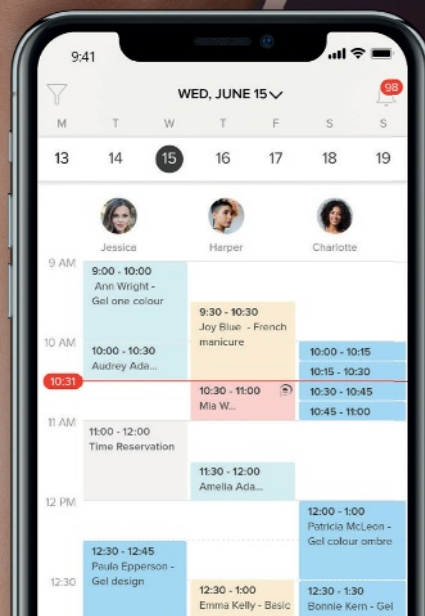 9:41
WED, JUNE 15
98
M T W T F S S
13 14 15 16 17 18 19
Jessica Harper Charlotte
9 AM
9:00 - 10:00
Ann Wright -
Gel one colour
9:30 - 10:30
Joy Blue - French
manicure
10 AM
10:00 - 10:30
Audrey Ada...
10:00 - 10:15
10:15 - 10:30
10:31
10:30 - 11:00
Mia W...
10:30 - 10:45
10:45 - 11:00
11 AM
11:00 - 12:00
Time Reservation
11:30 - 12:00
Amelia Ada...
12 PM
12:00 - 1:00
Patricia McLeon -
Gel colour ombre
12:30 - 12:45
Paula Epperson -
Gel design
12:30
12:30 - 1:00
Emma Kelly - Basic
12:30 - 1:30
Bonnie Kern - Gel